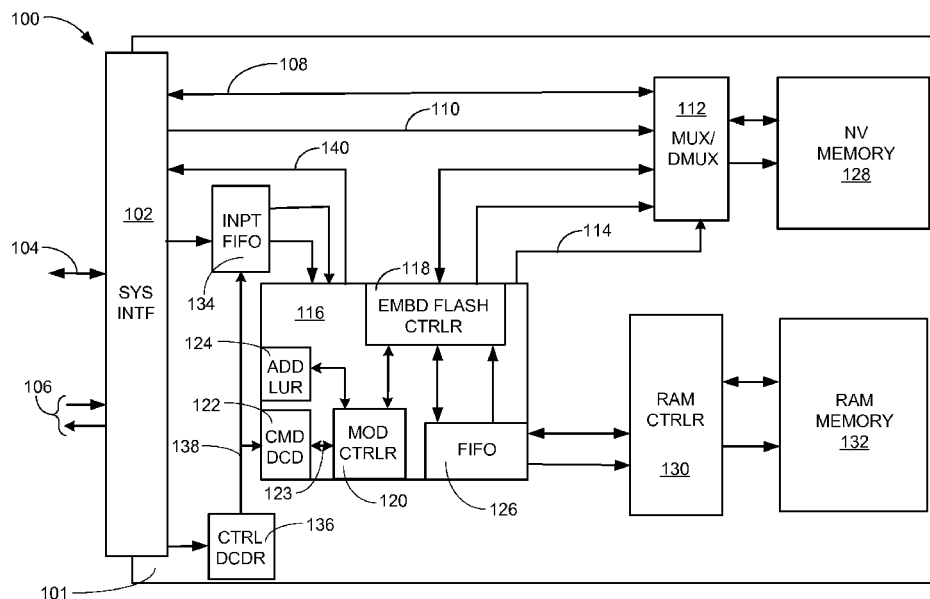 100
108
110
140
112
MUX/
DMUX
NV
MEMORY
128
102
SYS
INTF
104
INPT
FIFO
134
114
118
EMBD FLASH
CTRLR
116
124
ADD
LUR
122
CMD
DCD
138
123
MOD
CTRLR
120
FIFO
126
RAM
CTRLR
130
RAM
MEMORY
132
106
CTRL
DCDR
136
101